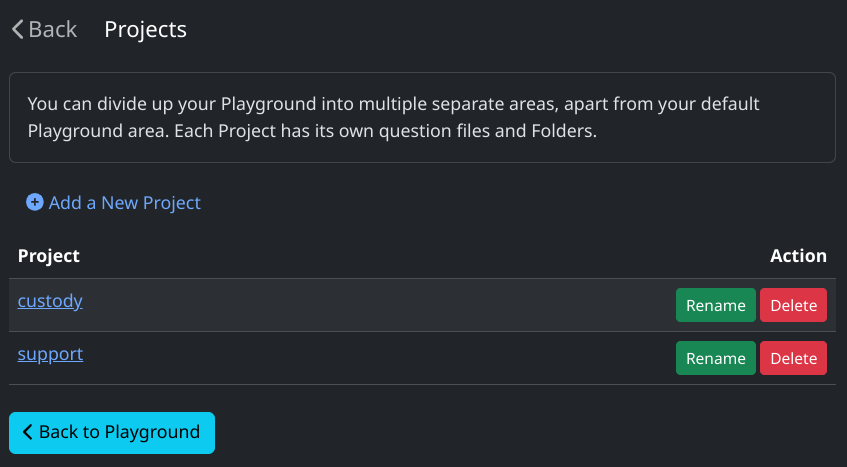 Back Projects
You can divide up your Playground into multiple separate areas, apart from your default
Playground area. Each Project has its own question files and Folders.
Add a New Project
Project Action
custody Rename Delete
support Rename Delete
Back to Playground